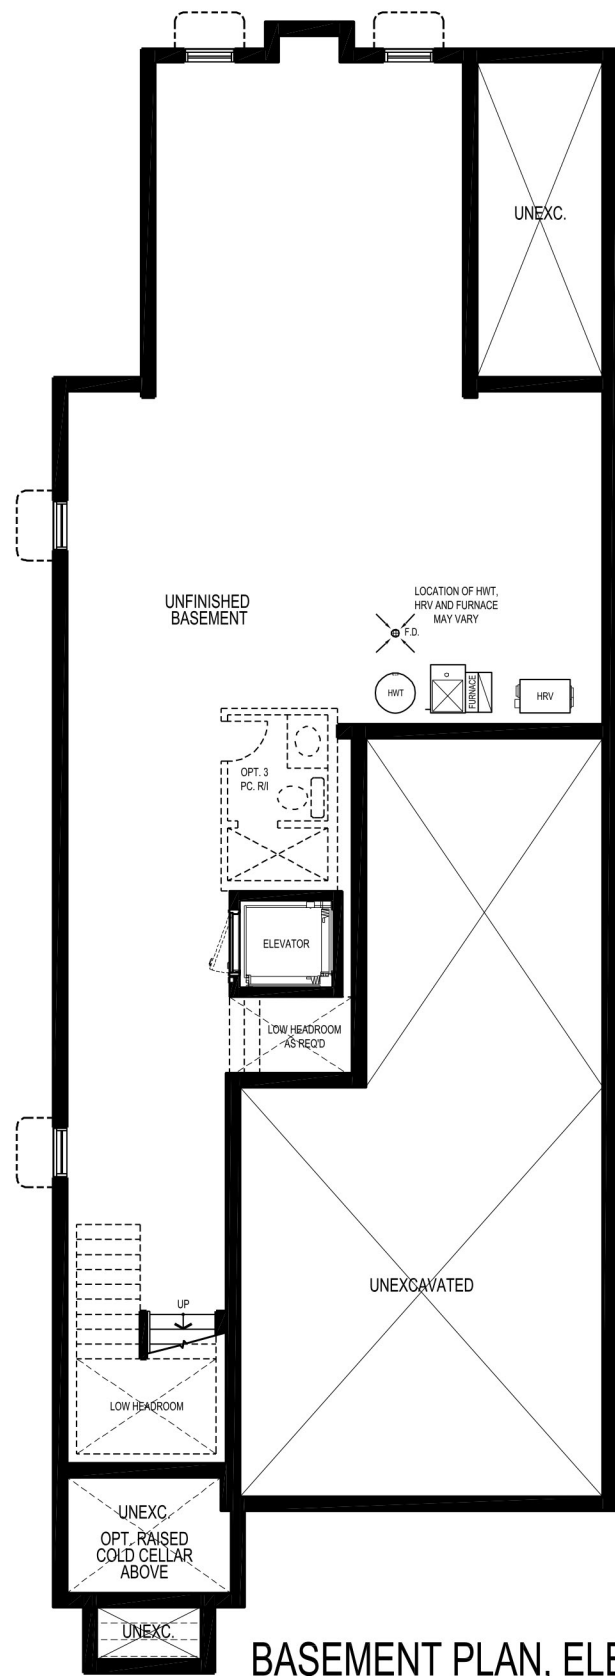 UNEXC.
LOCATION OF HWT,
HRV AND FURNACE
MAY VARY
UNFINISHED
BASEMENT
F.D.
HWT
FURNACE
HRV
OPT. 3
PC. R/I
ELEVATOR
LOW HEADROOM
AS REQ'D
UNEXCAVATED
UP
LOW HEADROOM
UNEXC.
OPT. RAISED
COLD CELLAR
ABOVE
UNEXC.
BASEMENT PLAN. ELE